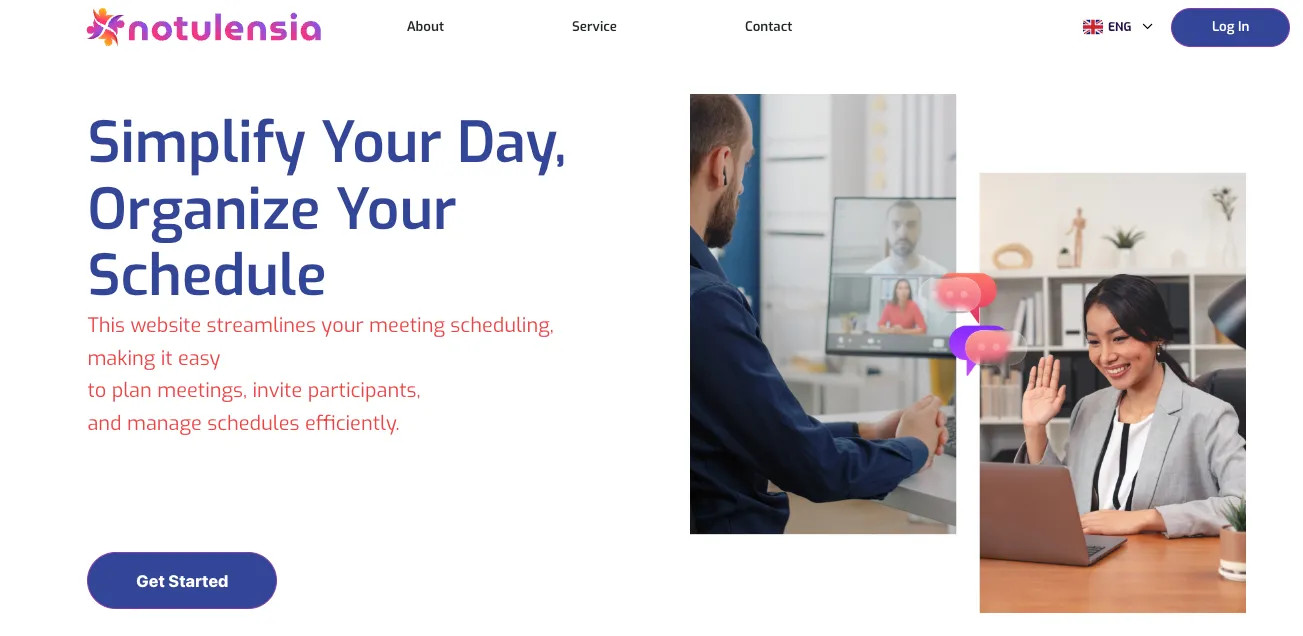 notulensia
About
Service
Contact
ENG
Log In
Simplify Your Day,
Organize Your
Schedule
This website streamlines your meeting scheduling,
making it easy
to plan meetings, invite participants,
and manage schedules efficiently.
Get Started